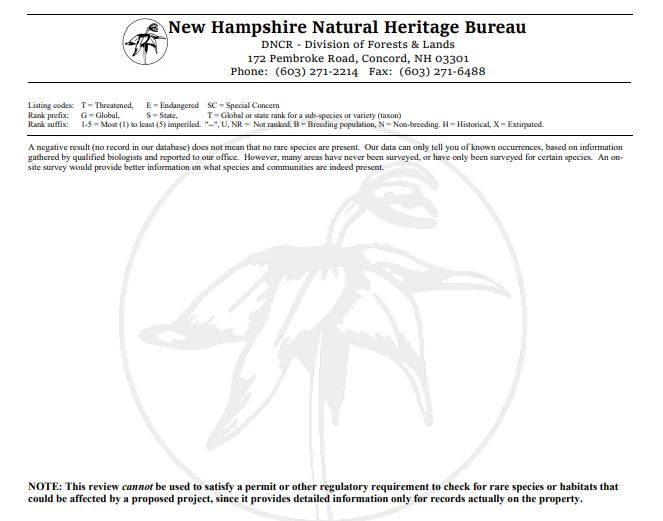 New Hampshire Natural Heritage Bureau
DNCR - Division of Forests & Lands
172 Pembroke Road, Concord, NH 03301
Phone: (603) 271-2214 Fax: (603) 271-6488
Listing codes: T = Threatened, E = Endangered SC = Special Concern
Rank prefix: G = Global, S = State, T = Global or state rank for a sub-species or variety (taxon)
Rank suffix: 1-5 = Most (1) to least (5) imperiled. "--", U, NR = Not ranked, B = Breeding population, N = Non-breeding. H = Historical, X = Extirpated.
A negative result (no record in our database) does not mean that no rare species are present. Our data can only tell you of known occurrences, based on information
gathered by qualified biologists and reported to our office. However, many areas have never been surveyed, or have only been surveyed for certain species. An on-
site survey would provide better information on what species and communities are indeed present.
NOTE: This review cannot be used to satisfy a permit or other regulatory requirement to check for rare species or habitats that
could be affected by a proposed project, since it provides detailed information only for records actually on the property.